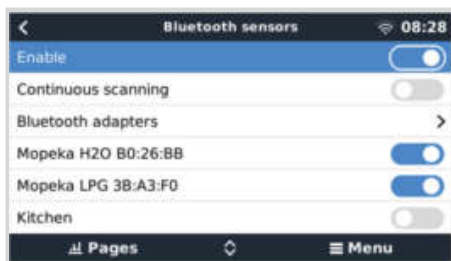 Bluetooth sensors 08:28
Enable
Continuous scanning
Bluetooth adapters
Mopeka H2O B0:26:BB
Mopeka LPG 3B:A3:F0
Kitchen
Pages Menu